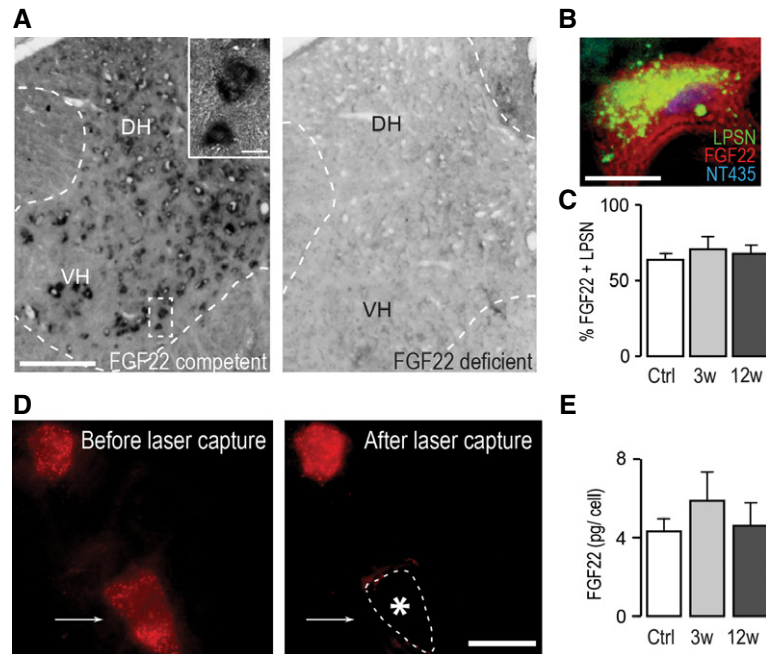 A
DH
VH
FGF22 competent
DH
VH
FGF22 deficient
B
LPSN
FGF22
NT435
C
% FGF22 + LPSN
100
50
0
Ctrl 3w 12w
D
Before laser capture
After laser capture
*
E
FGF22 (pg/ cell)
8
4
0
Ctrl 3w 12w